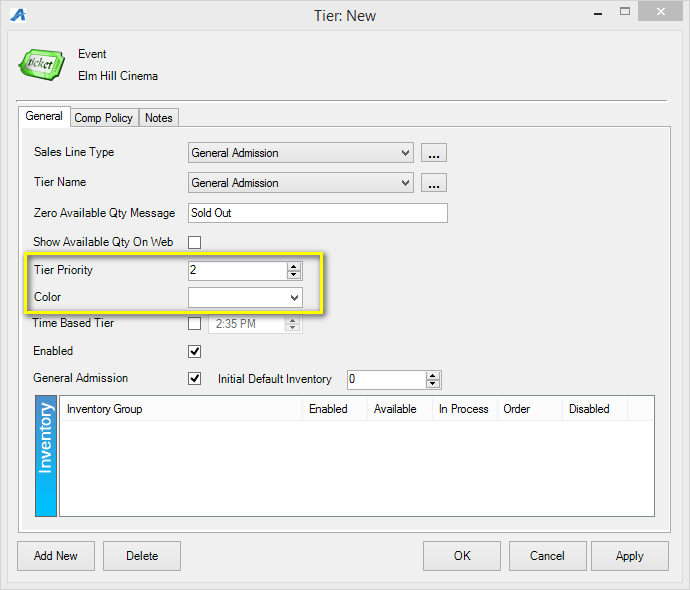 Tier: New
Event
ticket
Elm Hill Cinema
General Comp Policy Notes
Sales Line Type General Admission ...
Tier Name General Admission ...
Zero Available Qty Message Sold Out
Show Available Qty On Web
Tier Priority 2
Color
Time Based Tier 2:35 PM
Enabled
General Admission Initial Default Inventory 0
Inventory
Inventory Group Enabled Available In Process Order Disabled
Add New Delete OK Cancel Apply